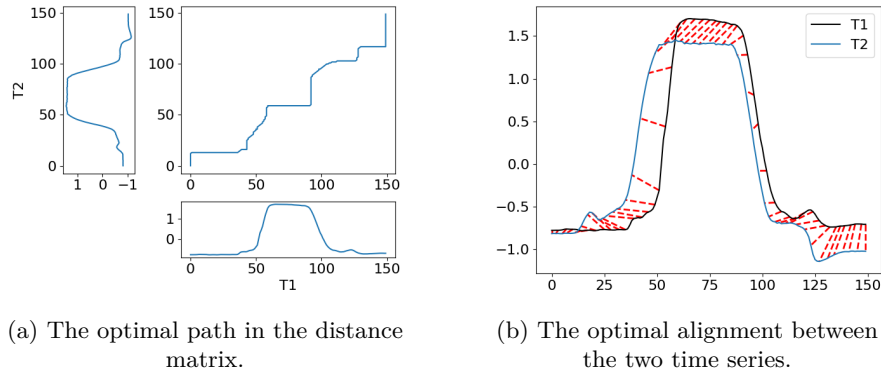 150
100
50
0
T2
1 0 −1
150
100
50
0
0 50 100 150
1
0
0 50 100 150
T1
1.5
1.0
0.5
0.0
−0.5
−1.0
0 25 50 75 100 125 150
T1
T2
(a) The optimal path in the distance
matrix.
(b) The optimal alignment between
the two time series.